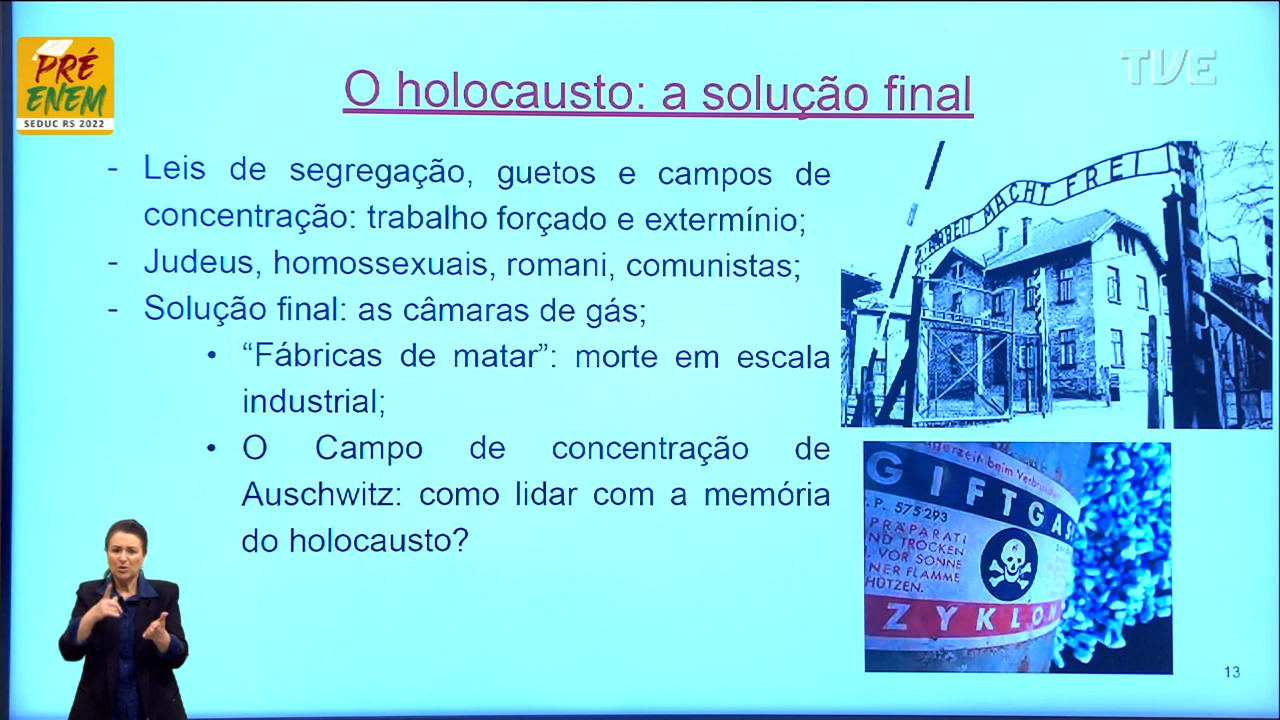 PRÉ
ENEM
SEDUC RS 2022
TVE
O holocausto: a solução final
- Leis de segregação, guetos e campos de
concentração: trabalho forçado e extermínio;
- Judeus, homossexuais, romani, comunistas;
- Solução final: as câmaras de gás;
• “Fábricas de matar”: morte em escala
industrial;
• O Campo de concentração de
Auschwitz: como lidar com a memória
do holocausto?
ARBEIT MACHT FREI
GIFTGAS
.P. 575293
PRÄPARAT
ND TROCKEN
VOR SONNE
NER FLAMME
HÜTZEN.
ZYKLON
13